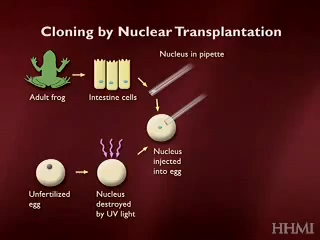 Cloning by Nuclear Transplantation
Nucleus in pipette
Adult frog
Intestine cells
Nucleus
injected
into egg
Unfertilized
egg
Nucleus
destroyed
by UV light
HHMI